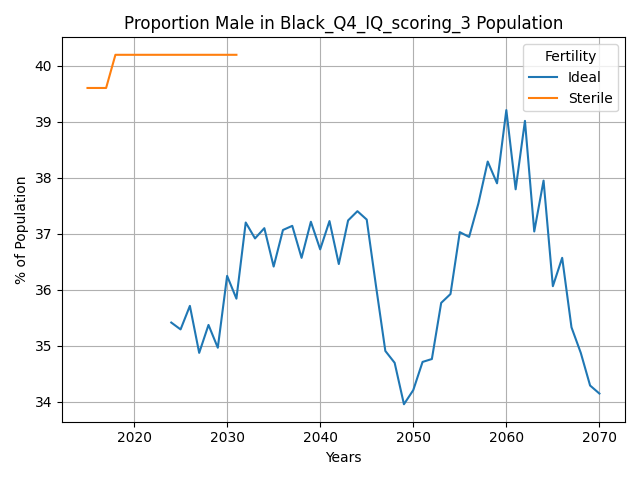 Proportion Male in Black_Q4_IQ_scoring_3 Population
% of Population
40
39
38
37
36
35
34
Fertility
Ideal
Sterile
2020 2030 2040 2050 2060 2070
Years